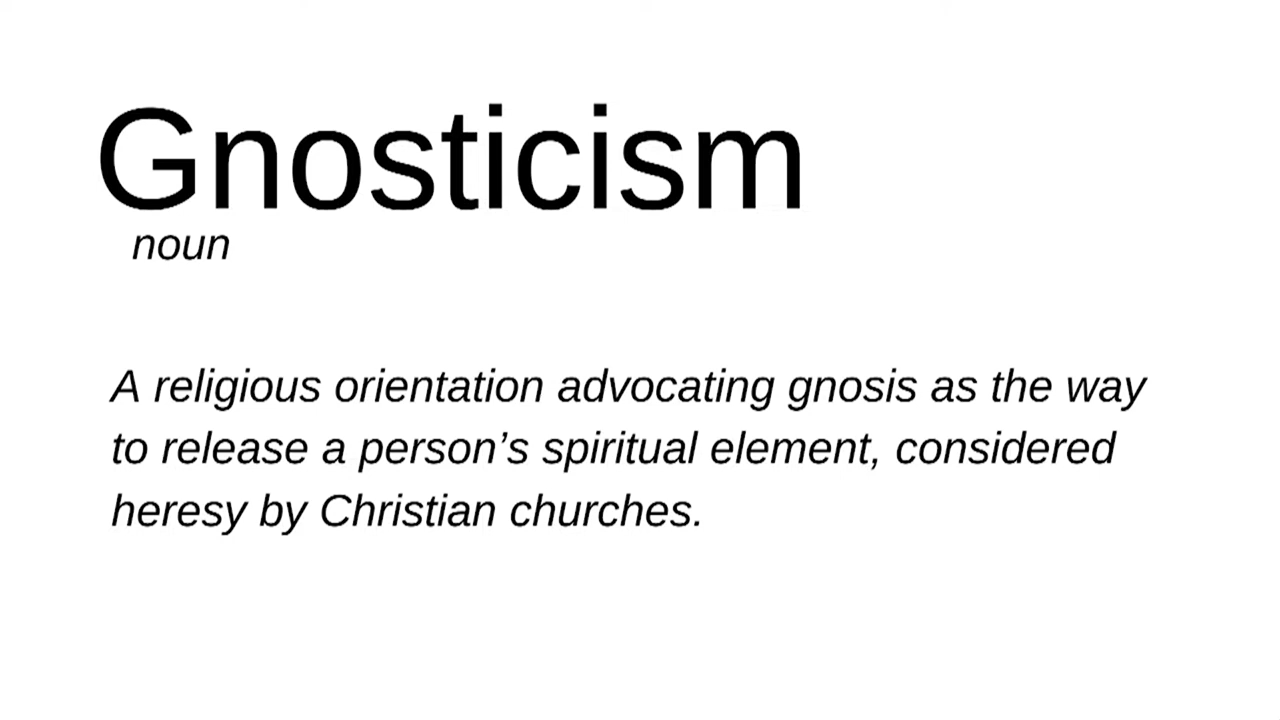 Gnosticism
noun
A religious orientation advocating gnosis as the way
to release a person’s spiritual element, considered
heresy by Christian churches.